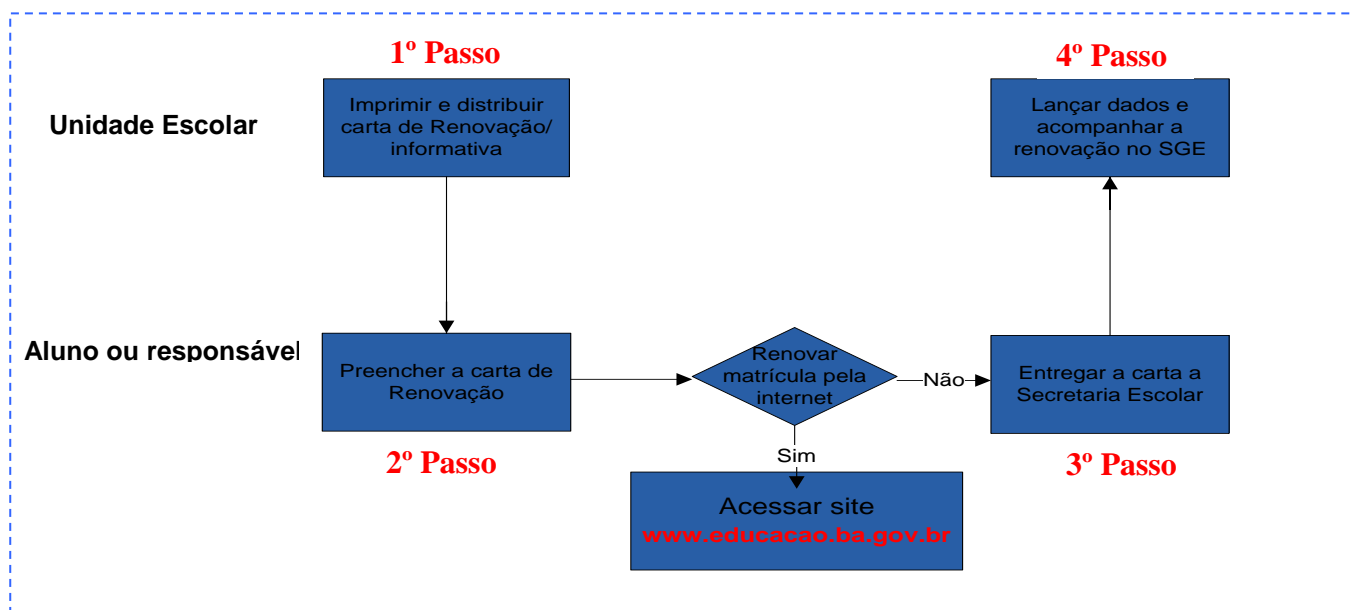 1º Passo
4º Passo
Unidade Escolar
Imprimir e distribuir
carta de Renovação/
informativa
Lançar dados e
acompanhar a
renovação no SGE
Aluno ou responsável
Preencher a carta de
Renovação
Renovar
matrícula pela
internet
Não
Entregar a carta a
Secretaria Escolar
2º Passo
Sim
3º Passo
Acessar site
www.educacao.ba.gov.br